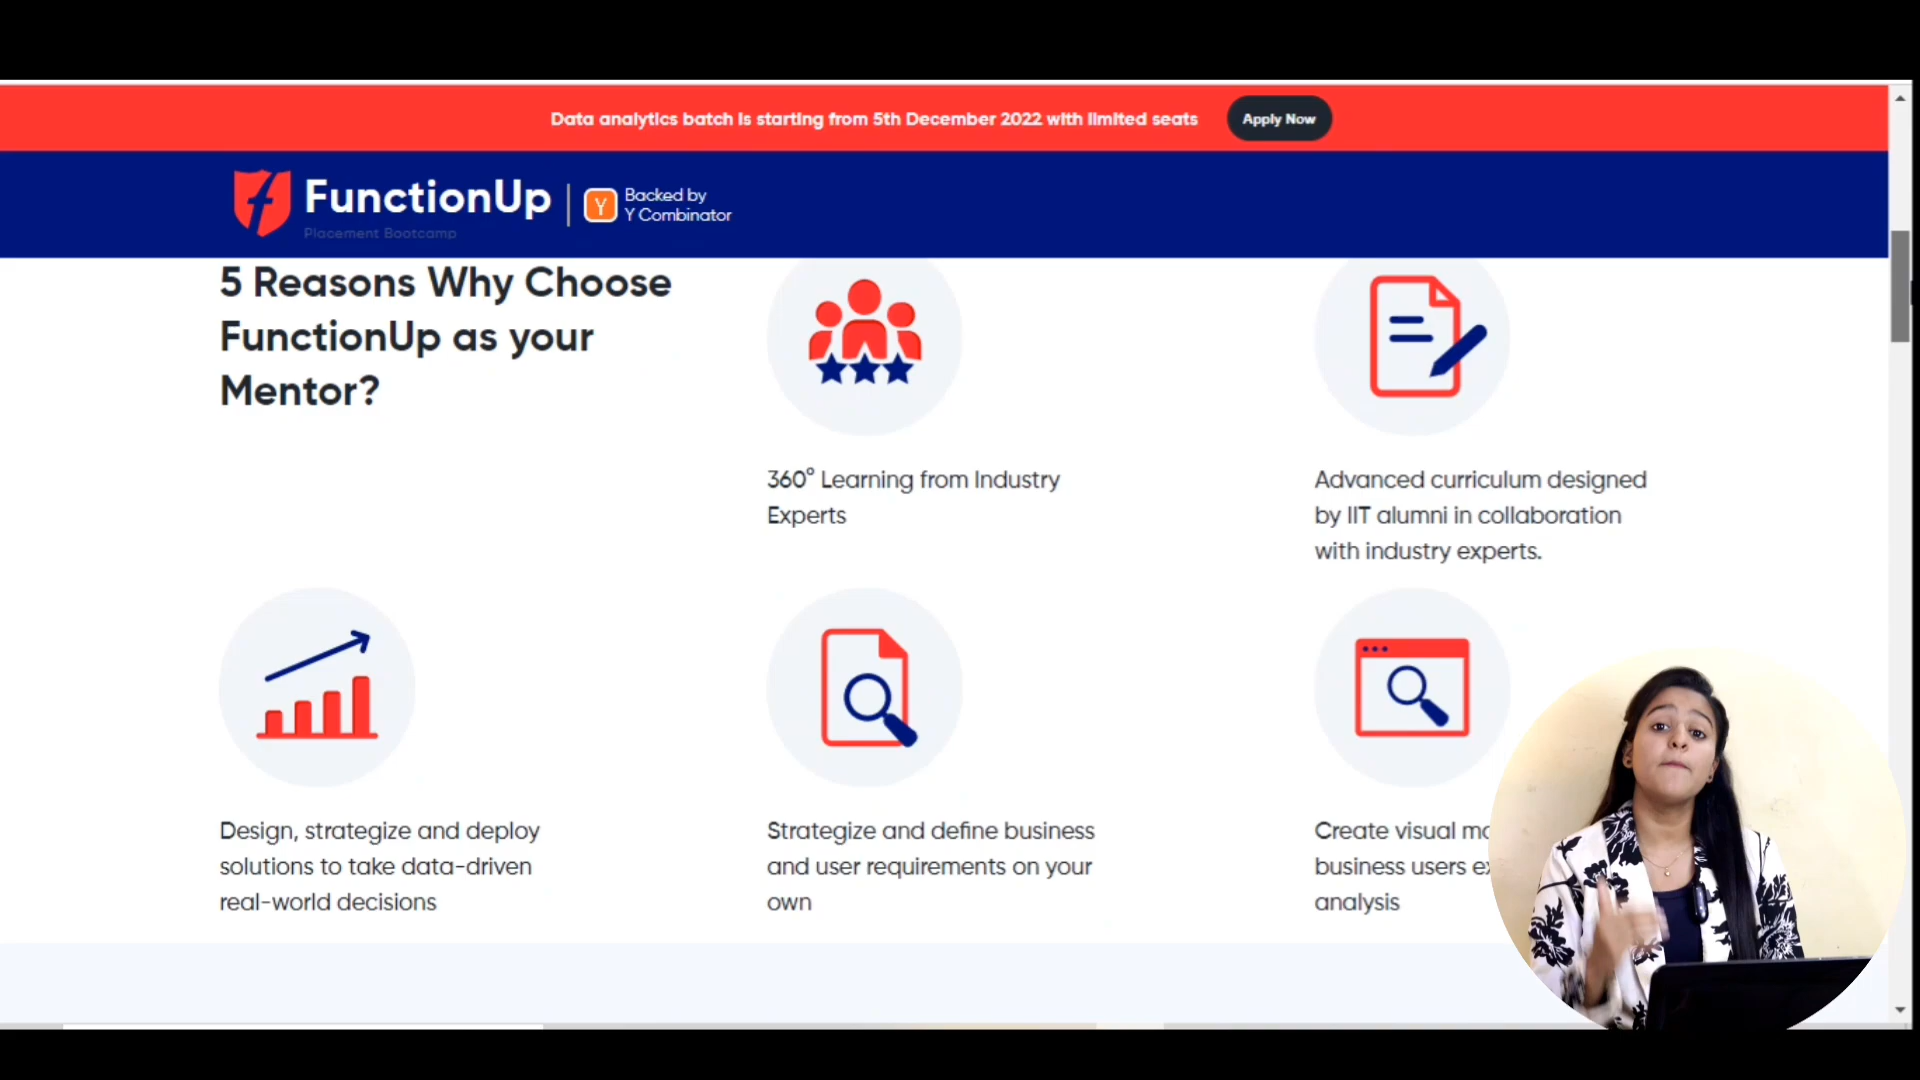 Data analytics batch is starting from 5th December 2022 with limited seats
Apply Now
FunctionUp
Placement Bootcamp
Y
Backed by
Y Combinator
5 Reasons Why Choose
FunctionUp as your
Mentor?
360° Learning from Industry
Experts
Advanced curriculum designed
by IIT alumni in collaboration
with industry experts.
Design, strategize and deploy
solutions to take data-driven
real-world decisions
Strategize and define business
and user requirements on your
own
Create visual
business users
analysis